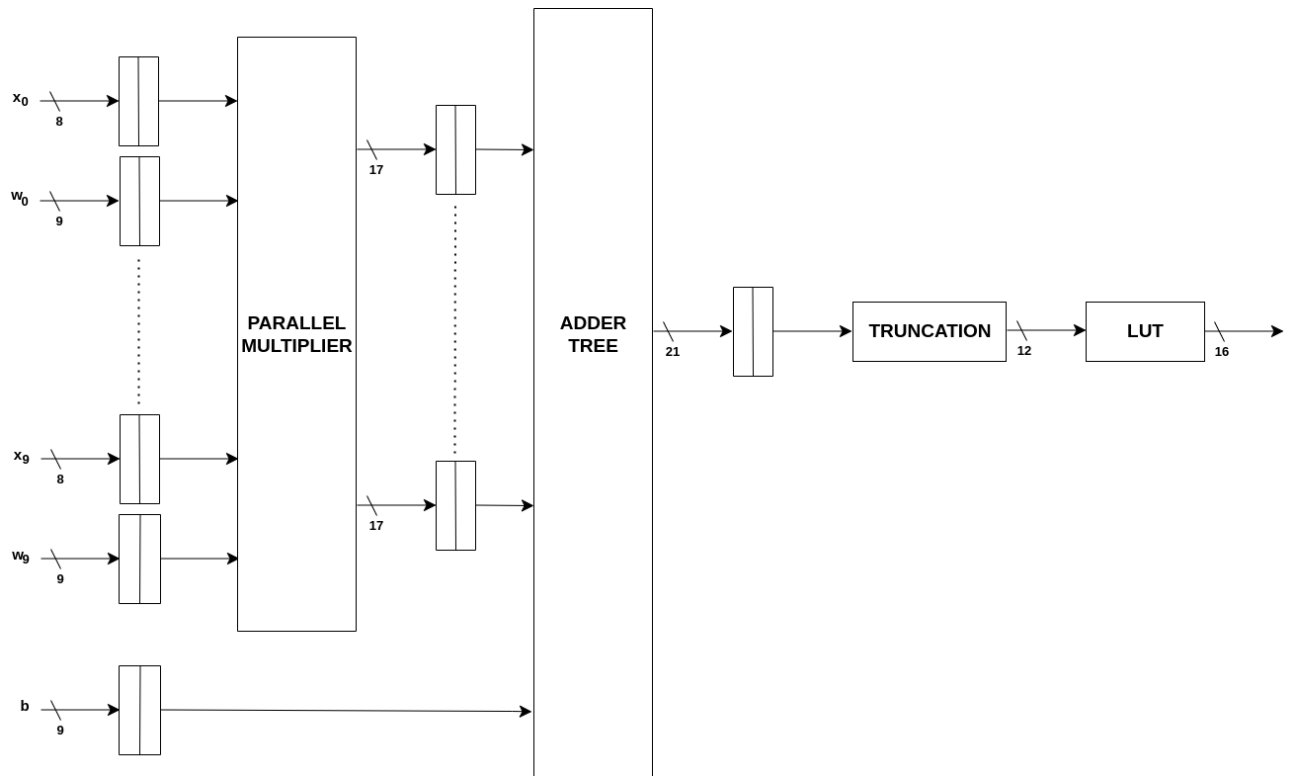 x0
8
w0
9
17
PARALLEL
MULTIPLIER
ADDER
TREE
21
TRUNCATION
12
LUT
16
x9
8
17
w9
9
b
9